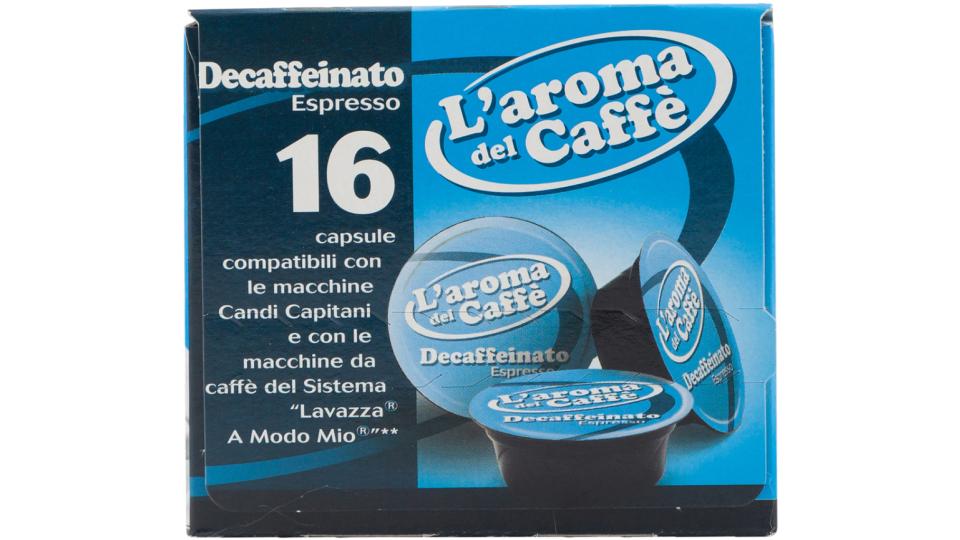 Decaffeinato
Espresso
16
capsule
compatibili con
le macchine
Candi Capitani
e con le
macchine da
caffè del Sistema
“Lavazza®
A Modo Mio®”**
L'aroma
del Caffè
L'aroma
del Caffè
Decaffeinato
Espresso
L'aroma
del Caffè
Decaffeinato
Espresso
L'aroma
del Caffè
Decaffeinato
Espresso